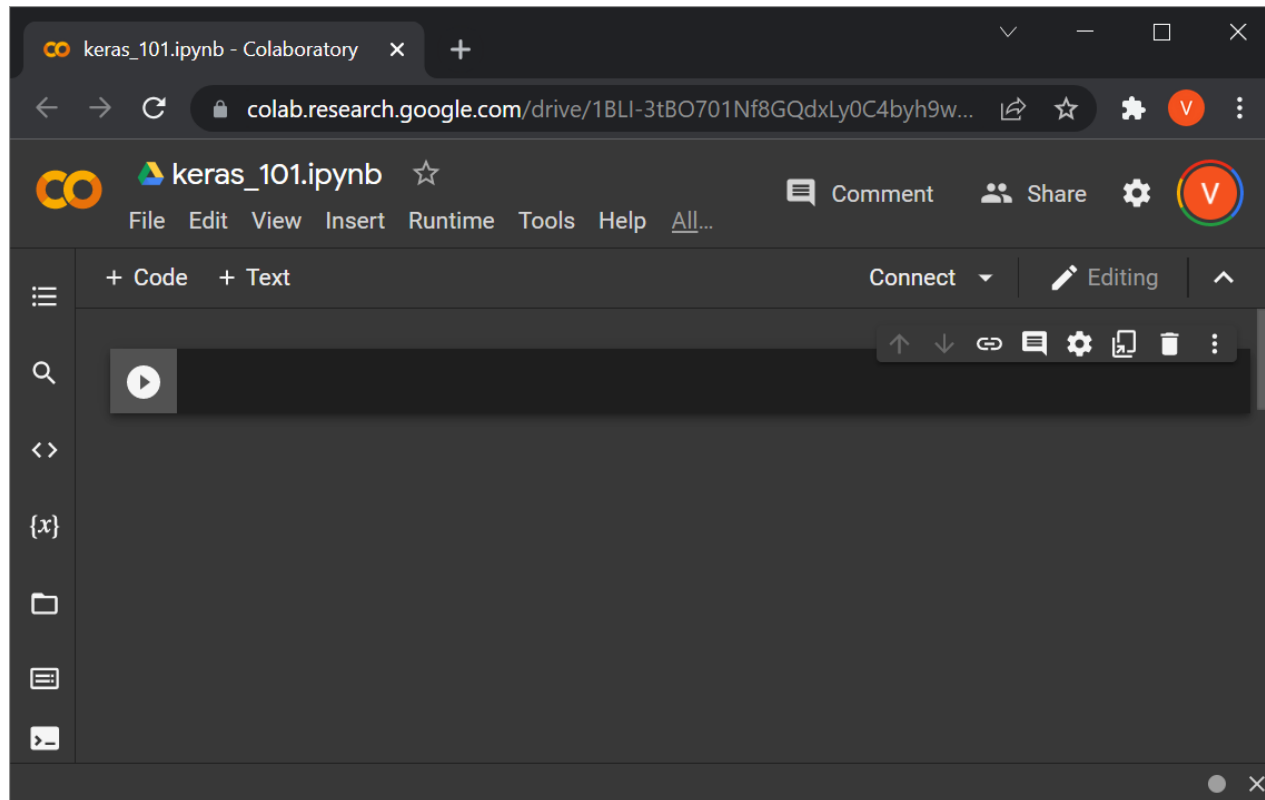 keras_101.ipynb - Colaboratory
colab.research.google.com/drive/1BLI-3tBO701Nf8GQdxLy0C4byh9w...
V
keras_101.ipynb
Comment
Share
V
File Edit View Insert Runtime Tools Help All...
+ Code + Text
Connect
Editing
{x}